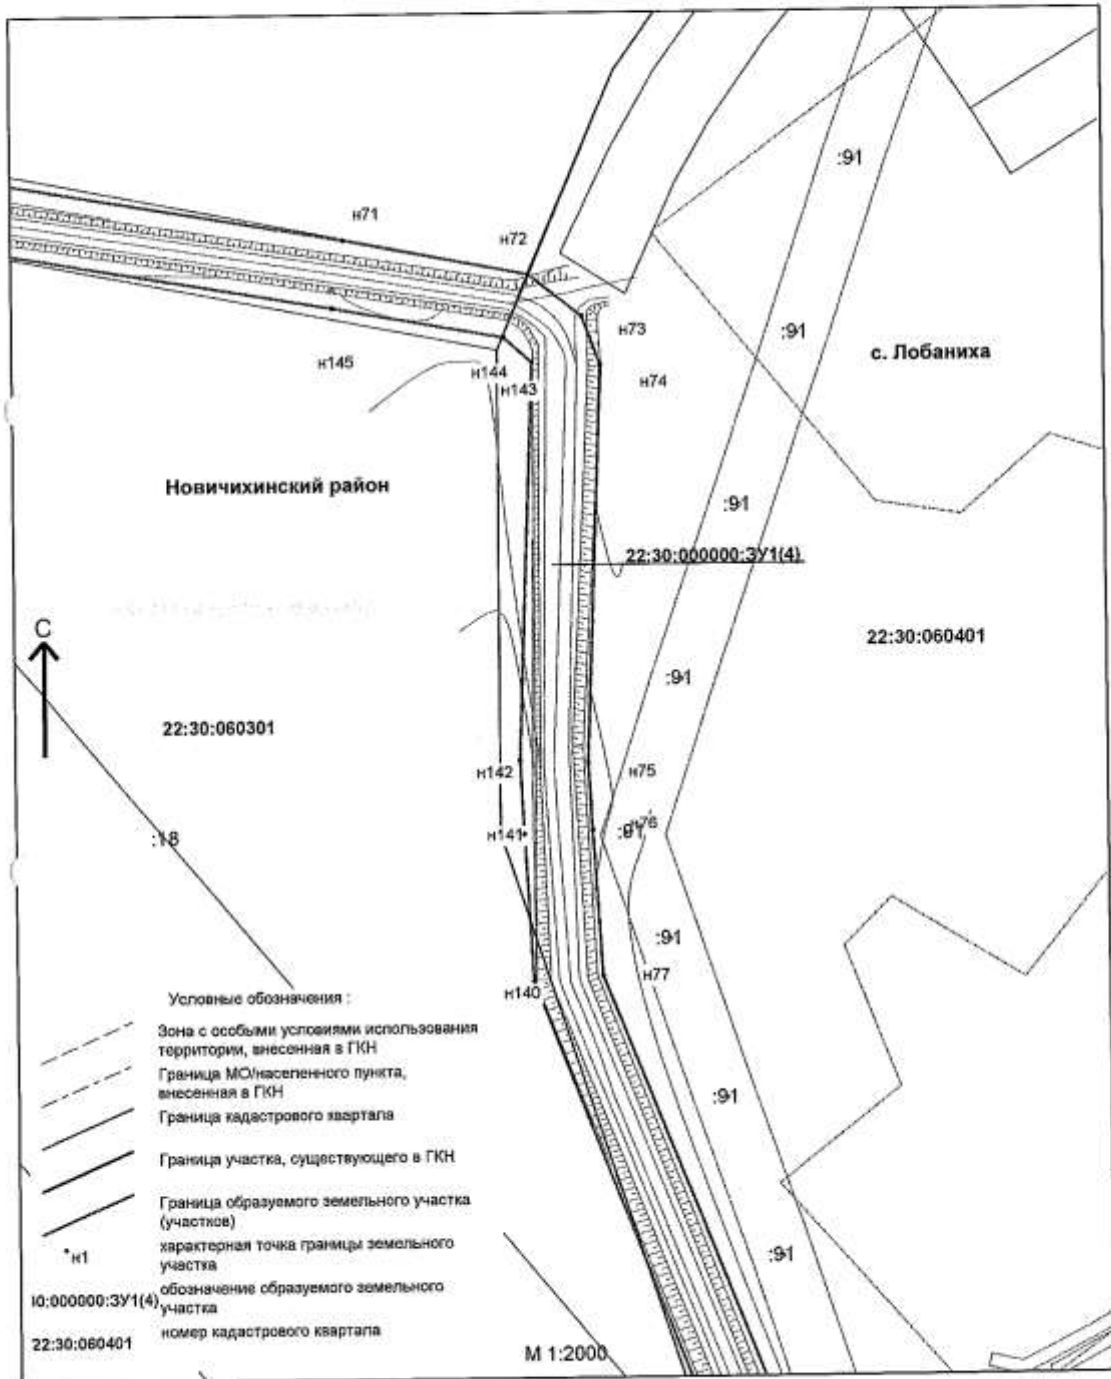 :91
н71
н72
:91
н73
с. Лобаниха
н145
н144
н74
н143
Новичихинский район
:91
22:30:000000:ЗУ1(4)
С
22:30:060401
:91
22:30:060301
н142
н75
:18
н141
:91
н76
:91
н77
н140
Условные обозначения :
Зона с особыми условиями использования
территории, внесенная в ГКН
Граница МО/населенного пункта,
внесенная в ГКН
:91
Граница кадастрового квартала
Граница участка, существующего в ГКН
Граница образуемого земельного участка
(участков)
н1
характерная точка границы земельного
участка
:91
I0:000000:ЗУ1(4)
обозначение образуемого земельного
участка
22:30:060401
номер кадастрового квартала
М 1:2000